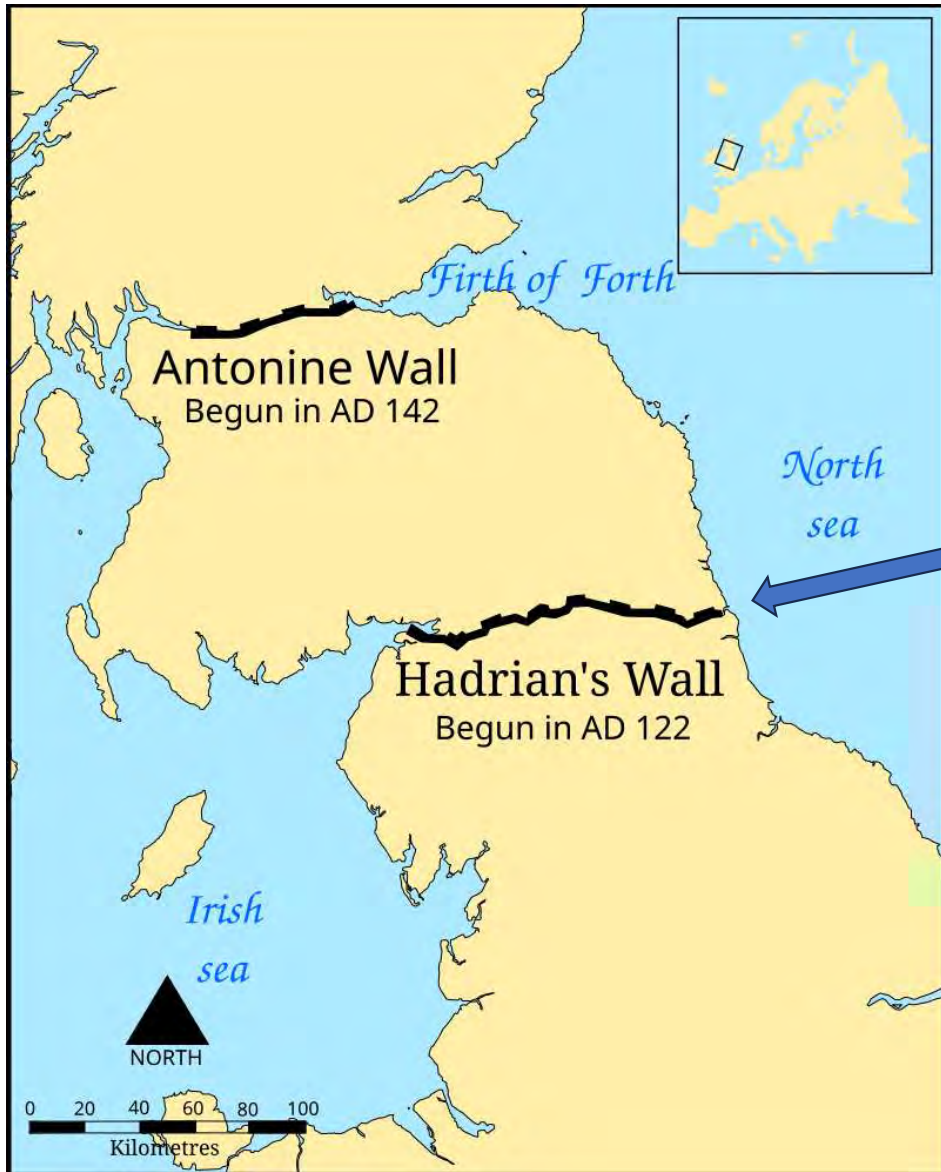 Firth of Forth
Antonine Wall
Begun in AD 142
North
sea
Hadrian's Wall
Begun in AD 122
Irish
sea
NORTH
0 20 40 60 80 100
Kilometres